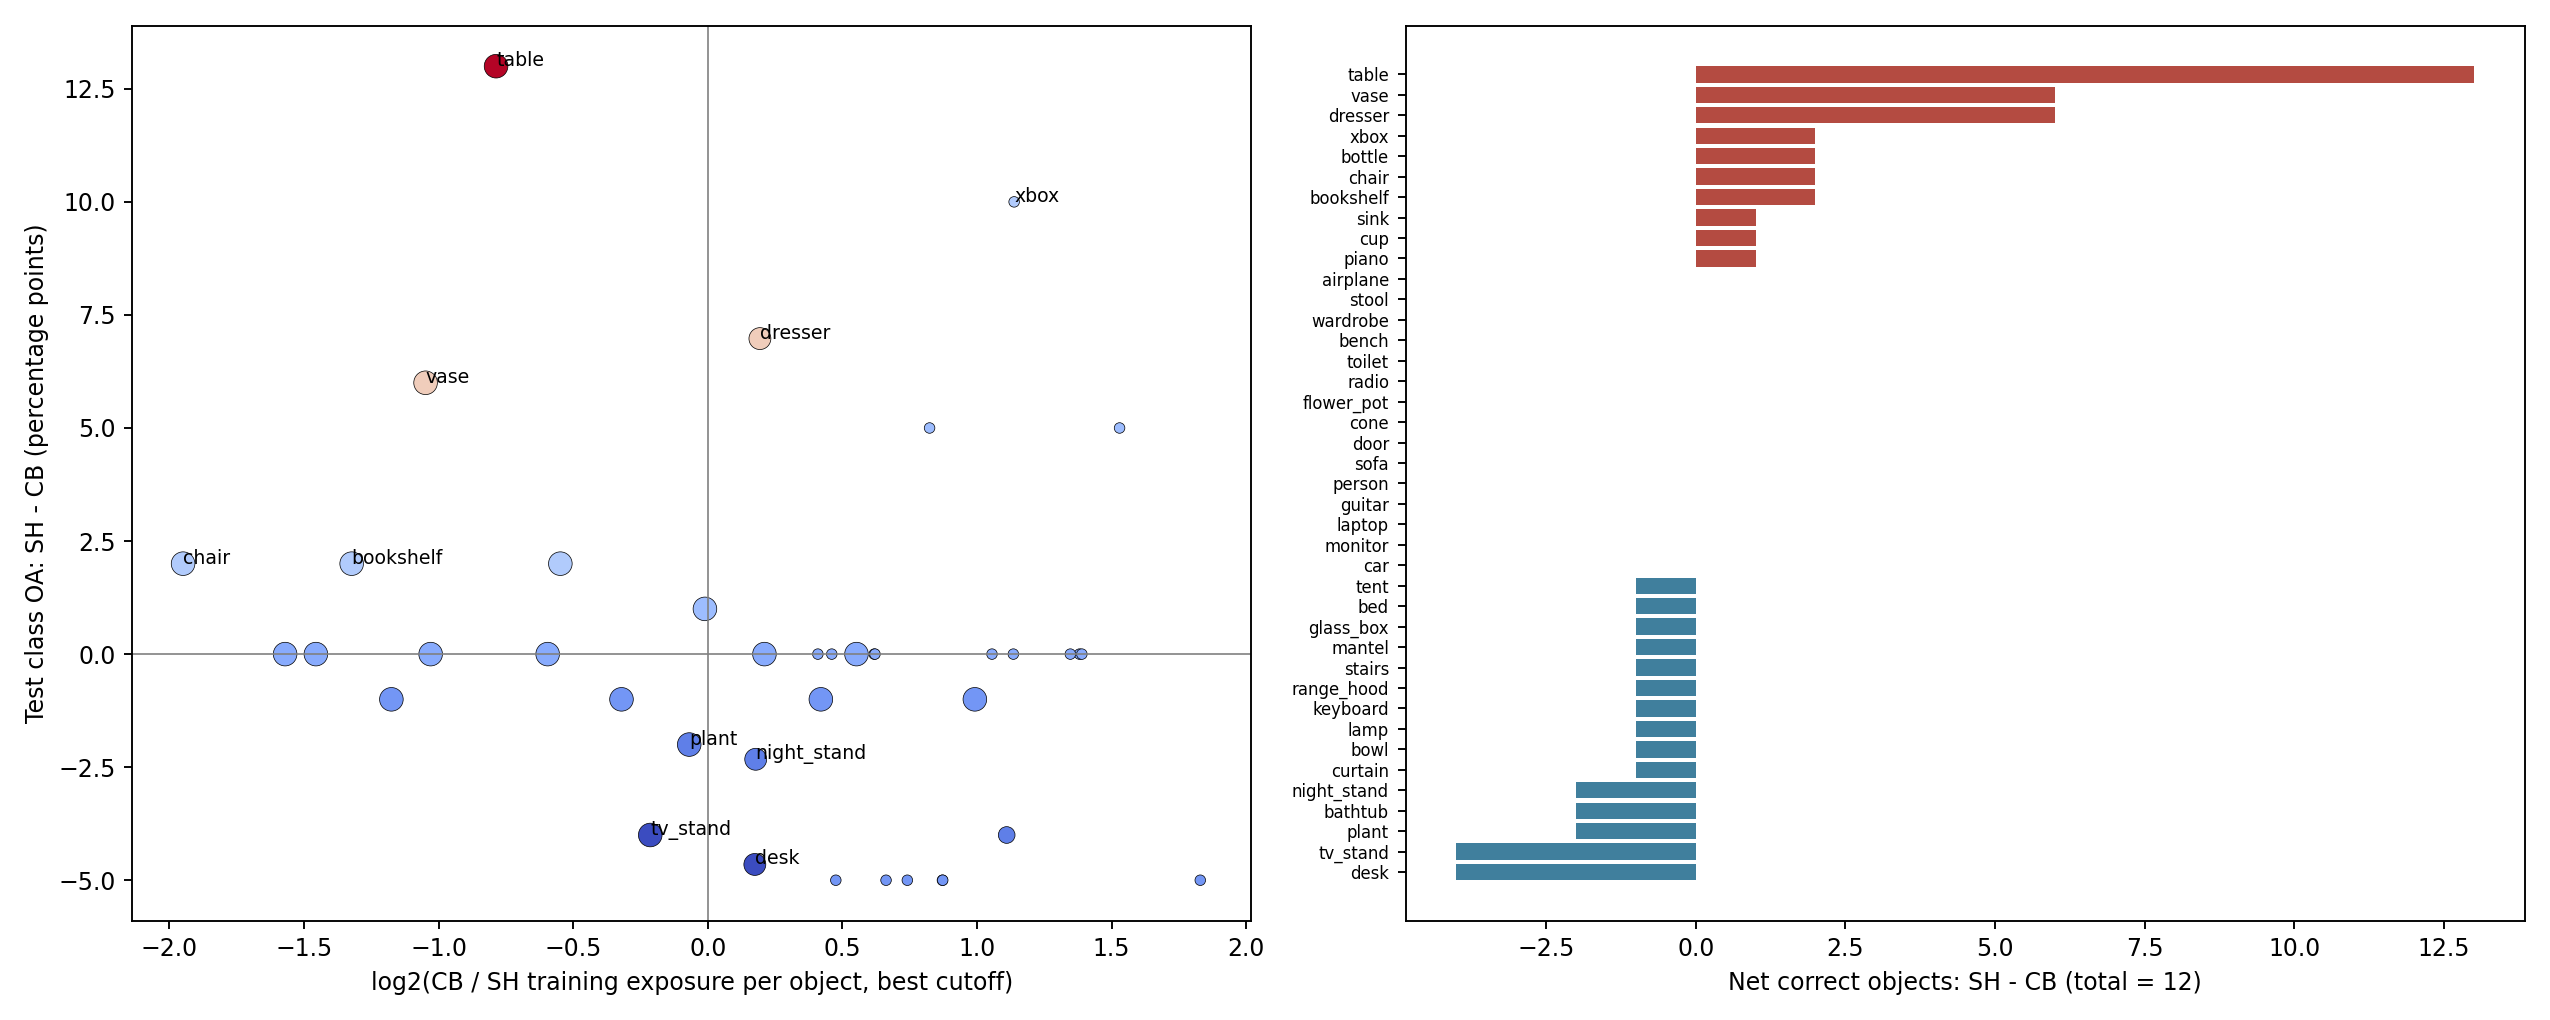 Test class OA: SH - CB (percentage points)
12.5
10.0
7.5
5.0
2.5
0.0
−2.5
−5.0
table
xbox
dresser
vase
chair
bookshelf
plant
night_stand
tv_stand
desk
−2.0 −1.5 −1.0 −0.5 0.0 0.5 1.0 1.5 2.0
log2(CB / SH training exposure per object, best cutoff)
table
vase
dresser
xbox
bottle
chair
bookshelf
sink
cup
piano
airplane
stool
wardrobe
bench
toilet
radio
flower_pot
cone
door
sofa
person
guitar
laptop
monitor
car
tent
bed
glass_box
mantel
stairs
range_hood
keyboard
lamp
bowl
curtain
night_stand
bathtub
plant
tv_stand
desk
−2.5 0.0 2.5 5.0 7.5 10.0 12.5
Net correct objects: SH - CB (total = 12)